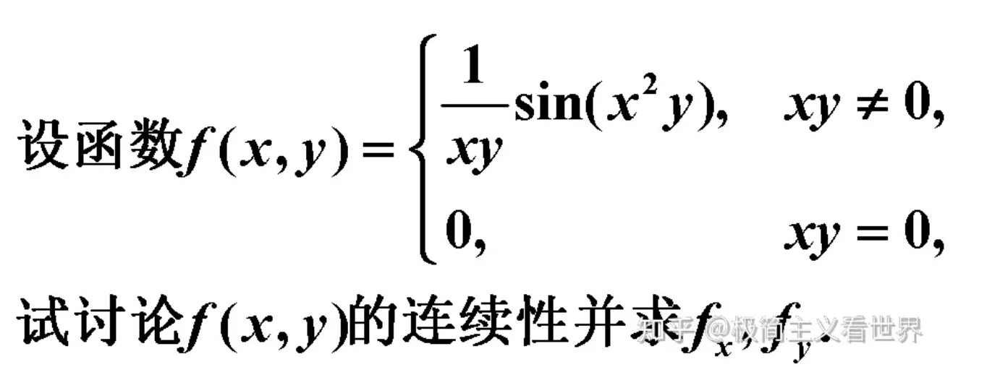 设函数f(x,y)={ 1/(xy) sin(x²y), xy≠0,
0, xy=0,
试讨论f(x,y)的连续性并求f_x,f_y.
知乎 @极简主义看世界